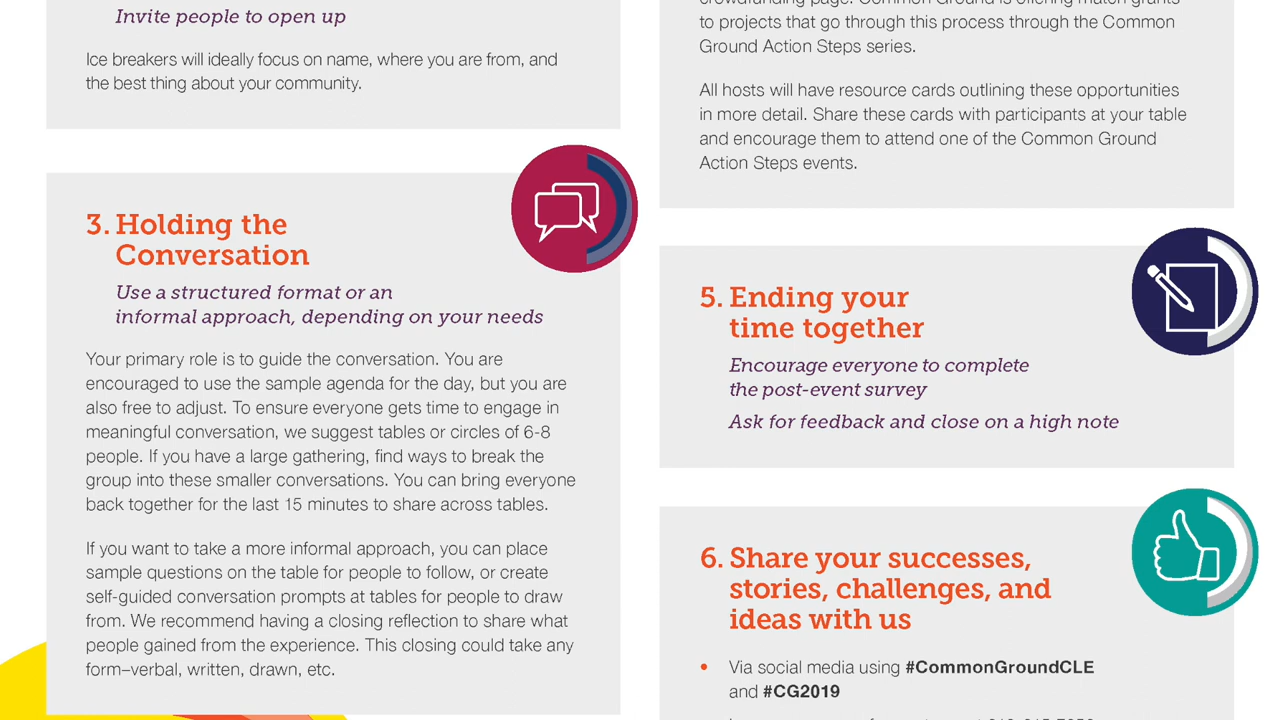 Invite people to open up
Ice breakers will ideally focus on name, where you are from, and
the best thing about your community.
3. Holding the
Conversation
Use a structured format or an
informal approach, depending on your needs
Your primary role is to guide the conversation. You are
encouraged to use the sample agenda for the day, but you are
also free to adjust. To ensure everyone gets time to engage in
meaningful conversation, we suggest tables or circles of 6-8
people. If you have a large gathering, find ways to break the
group into these smaller conversations. You can bring everyone
back together for the last 15 minutes to share across tables.
If you want to take a more informal approach, you can place
sample questions on the table for people to follow, or create
self-guided conversation prompts at tables for people to draw
from. We recommend having a closing reflection to share what
people gained from the experience. This closing could take any
form–verbal, written, drawn, etc.
crowdfunding page. Common Ground is offering match grants
to projects that go through this process through the Common
Ground Action Steps series.
All hosts will have resource cards outlining these opportunities
in more detail. Share these cards with participants at your table
and encourage them to attend one of the Common Ground
Action Steps events.
5. Ending your
time together
Encourage everyone to complete
the post-event survey
Ask for feedback and close on a high note
6. Share your successes,
stories, challenges, and
ideas with us
• Via social media using #CommonGroundCLE
and #CG2019